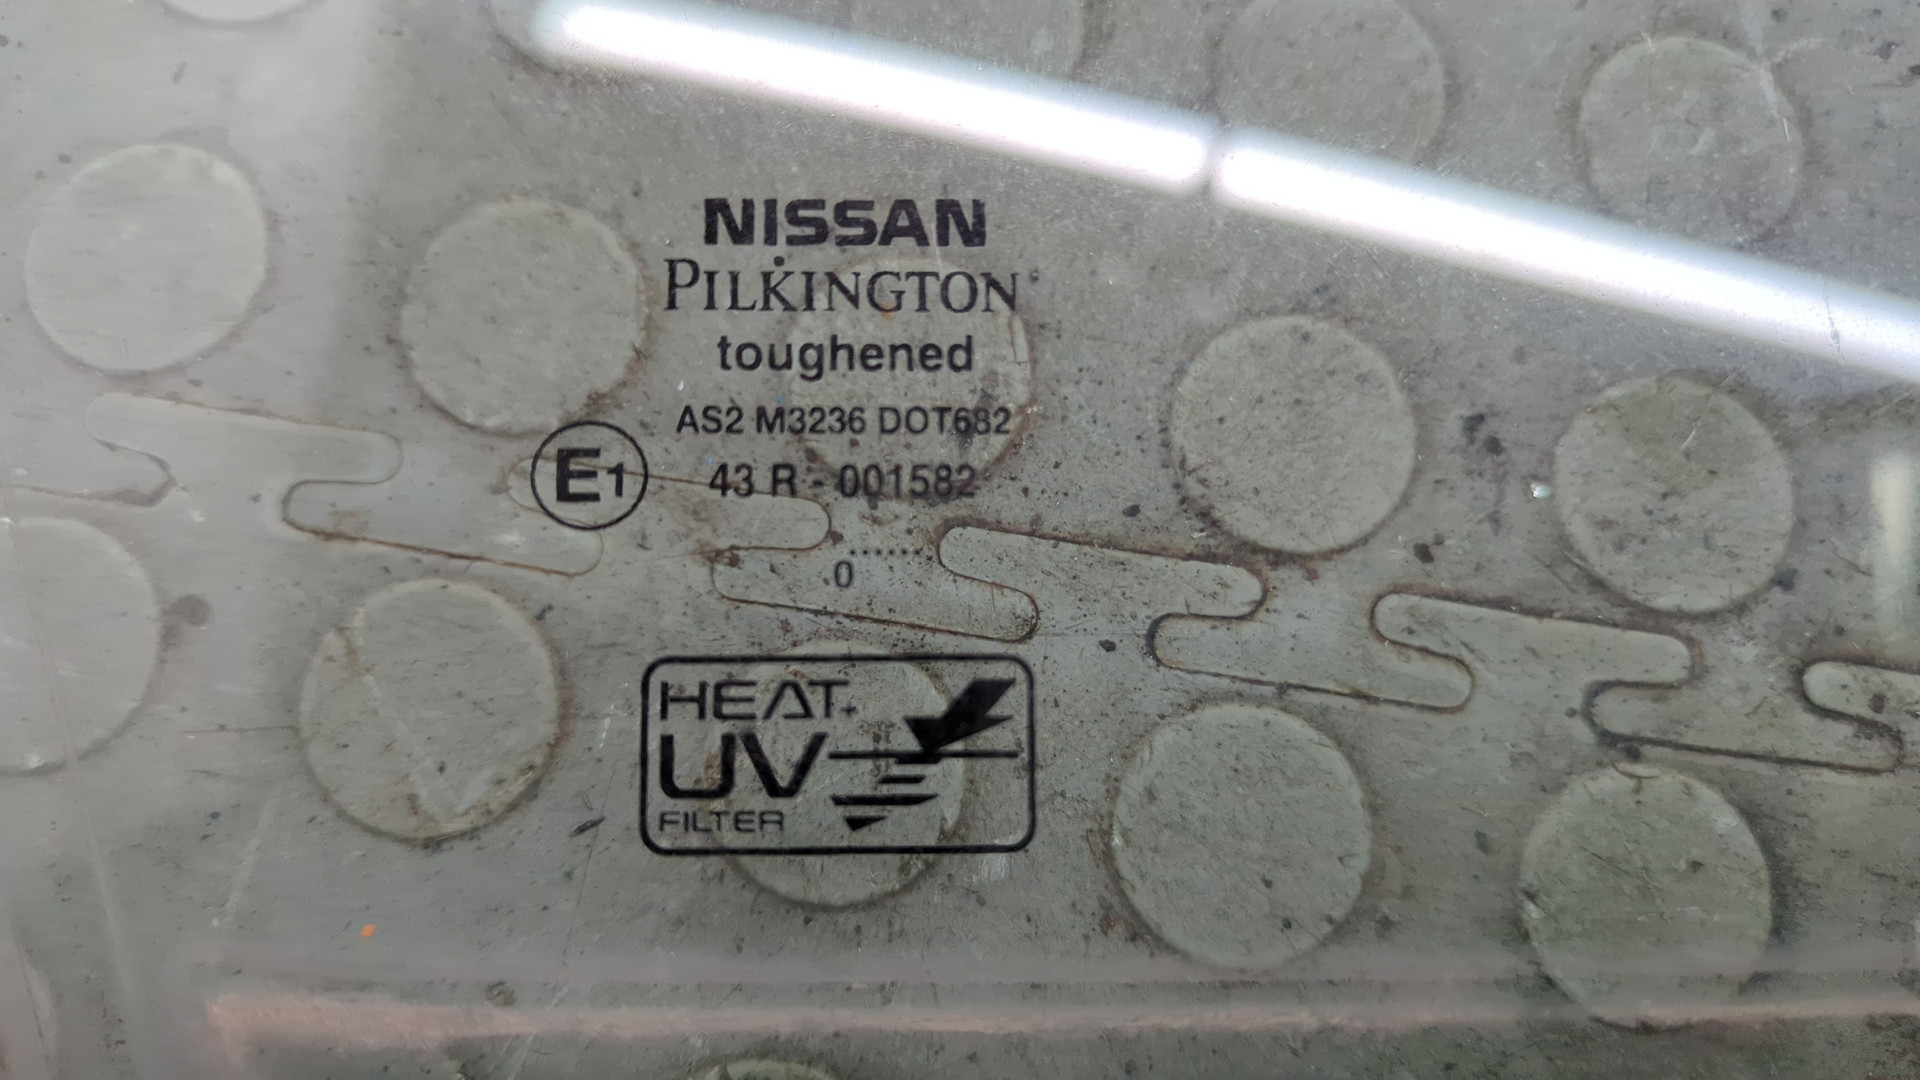 NISSAN
PILKINGTON
toughened
AS2 M3236 DOT682
E1 43 R - 001582
.......
0
HEAT
UV
FILTER